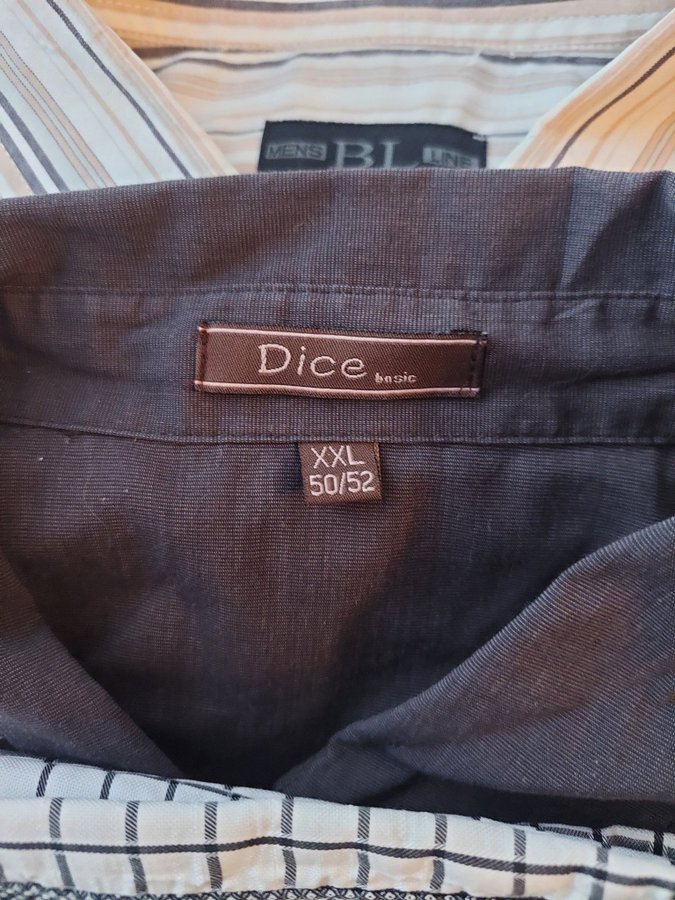 MENS BL LINE
Dice basic
XXL
50/52